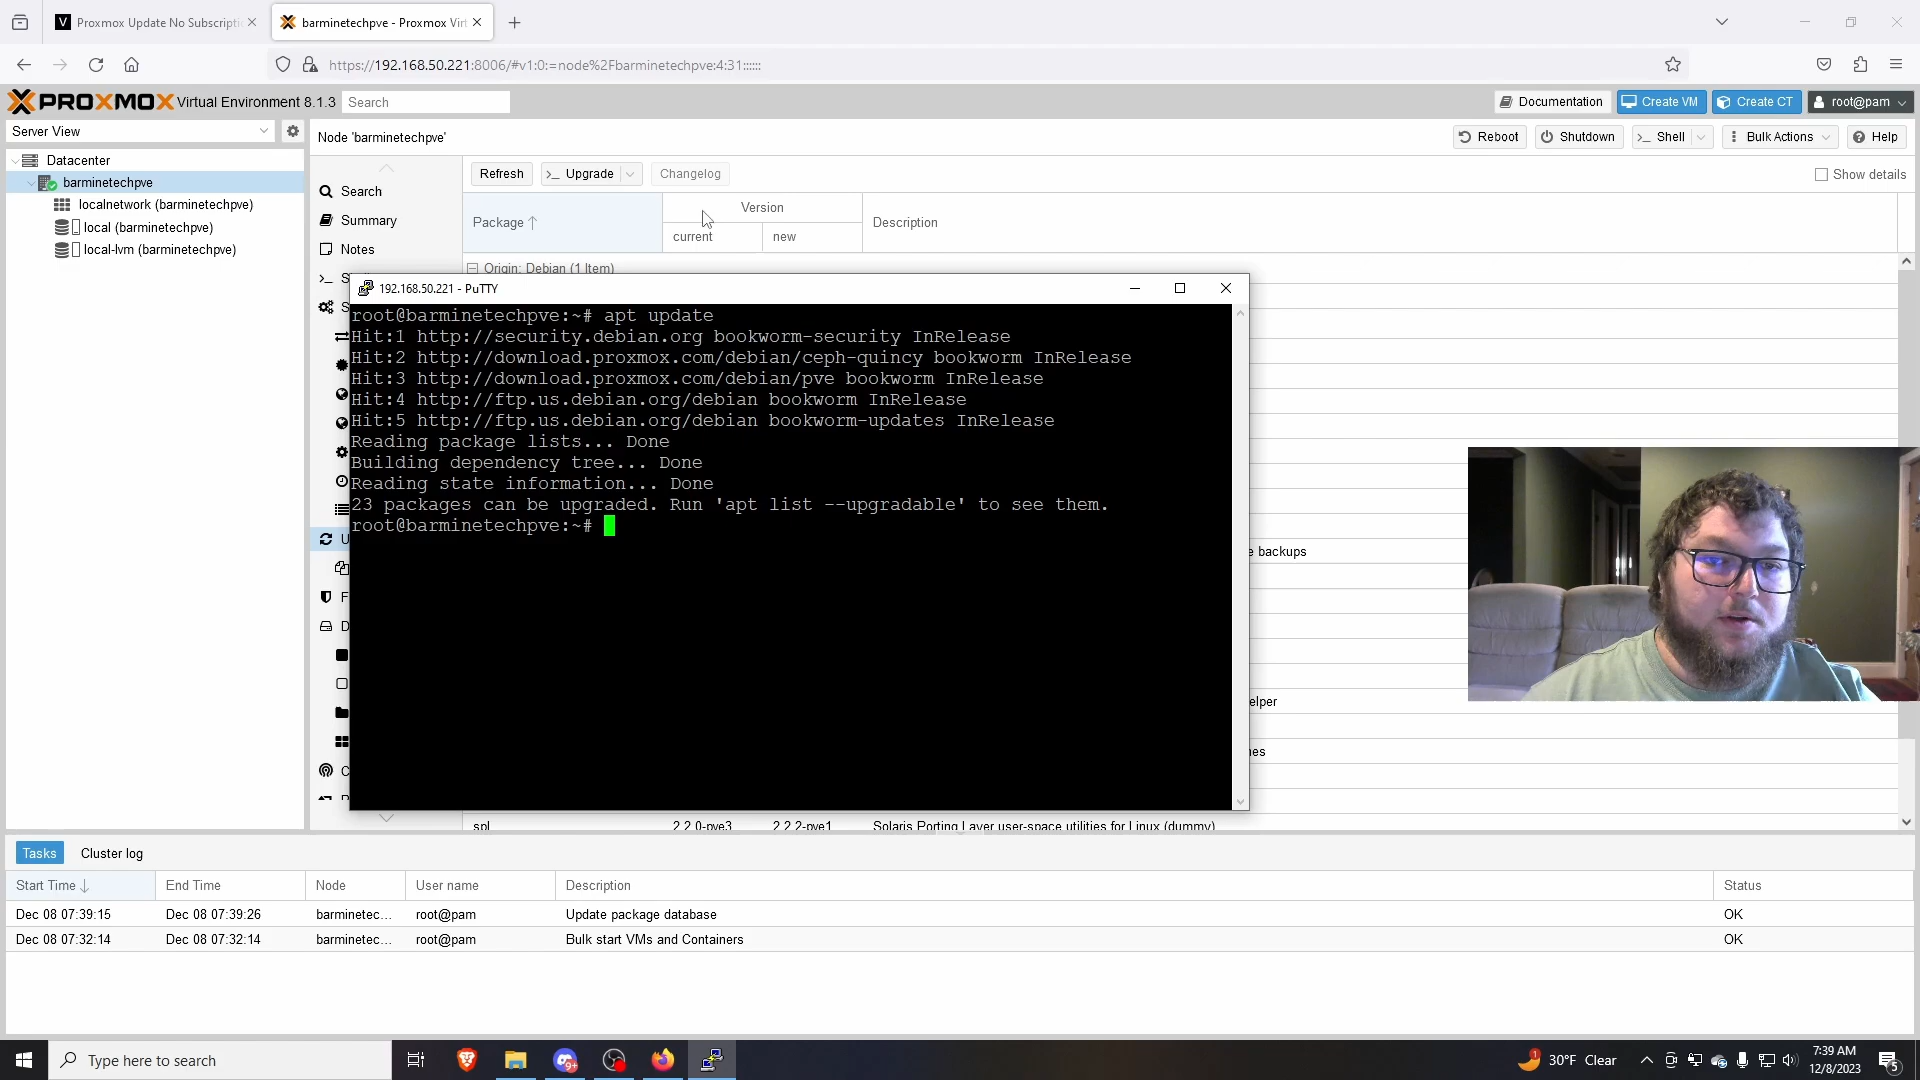 Proxmox Update No Subscripti
barminetechpve - Proxmox Virt
https://192.168.50.221:8006/#v1:0:=node%2Fbarminetechpve:4:31::::::
PROXMOX Virtual Environment 8.1.3
Search
Documentation
Create VM
Create CT
root@pam
Server View
Node 'barminetechpve'
Reboot
Shutdown
Shell
Bulk Actions
Help
Datacenter
barminetechpve
localnetwork (barminetechpve)
local (barminetechpve)
local-lvm (barminetechpve)
Search
Summary
Notes
Refresh
Upgrade
Changelog
Show details
Package
Version
current
new
Description
Origin: Debian (1 Item)
192.168.50.221 - PuTTY
root@barminetechpve:~# apt update
Hit:1 http://security.debian.org bookworm-security InRelease
Hit:2 http://download.proxmox.com/debian/ceph-quincy bookworm InRelease
Hit:3 http://download.proxmox.com/debian/pve bookworm InRelease
Hit:4 http://ftp.us.debian.org/debian bookworm InRelease
Hit:5 http://ftp.us.debian.org/debian bookworm-updates InRelease
Reading package lists... Done
Building dependency tree... Done
Reading state information... Done
23 packages can be upgraded. Run 'apt list --upgradable' to see them.
root@barminetechpve:~#
e backups
elper
spl 2.2.0-pve3 2.2.2-pve1 Solaris Porting Layer user-space utilities for Linux (dummy)
Tasks
Cluster log
Start Time End Time Node User name Description Status
Dec 08 07:39:15 Dec 08 07:39:26 barminetec... root@pam Update package database OK
Dec 08 07:32:14 Dec 08 07:32:14 barminetec... root@pam Bulk start VMs and Containers OK
Type here to search
30°F Clear
7:39 AM
12/8/2023
5